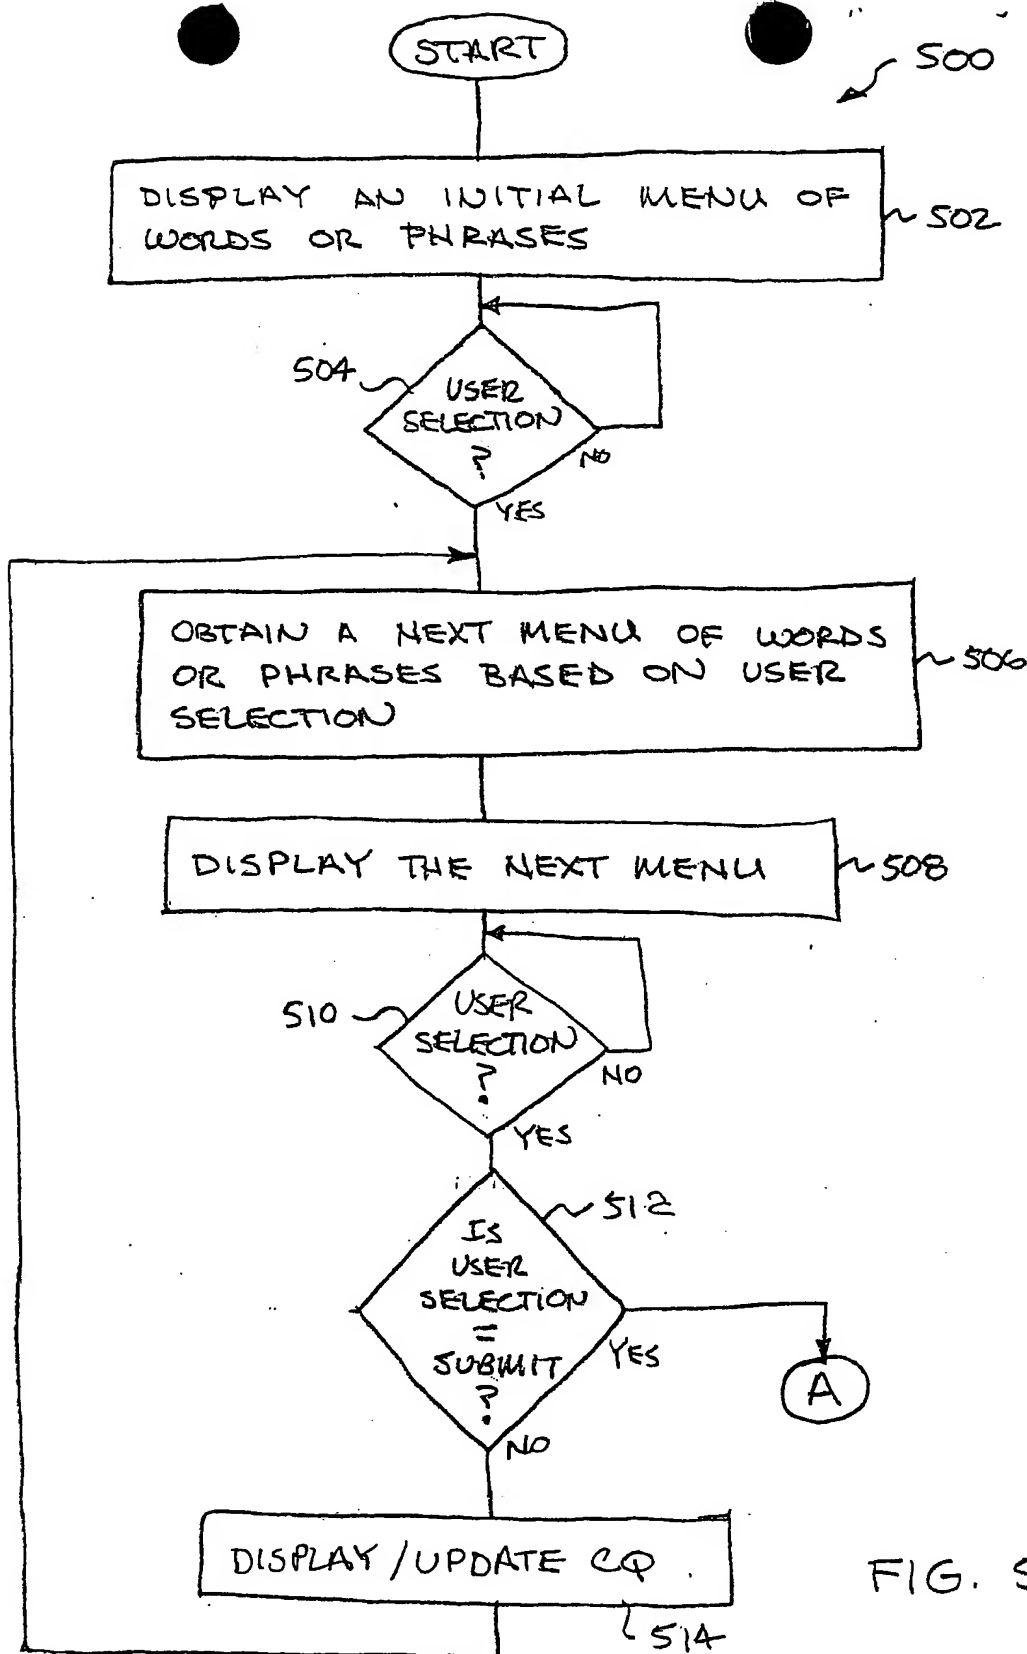 START
500
DISPLAY AN INITIAL MENU OF
WORDS OR PHRASES
502
504
USER
SELECTION
?
NO
YES
OBTAIN A NEXT MENU OF WORDS
OR PHRASES BASED ON USER
SELECTION
506
DISPLAY THE NEXT MENU
508
510
USER
SELECTION
?
NO
YES
512
IS
USER
SELECTION
=
SUBMIT
?
YES
A
NO
DISPLAY/UPDATE CQ
514
FIG. 5